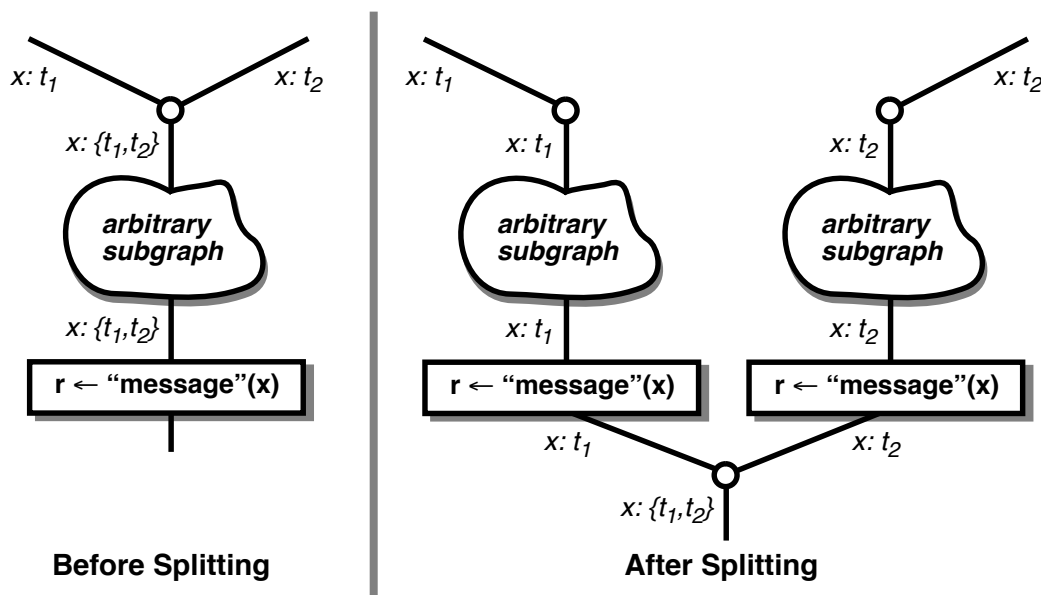 x: t1
x: t2
x: {t1,t2}
arbitrary
subgraph
x: {t1,t2}
r ← “message”(x)
Before Splitting
x: t1
x: t2
x: t1
x: t2
arbitrary
subgraph
arbitrary
subgraph
x: t1
x: t2
r ← “message”(x)
r ← “message”(x)
x: t1
x: t2
x: {t1,t2}
After Splitting